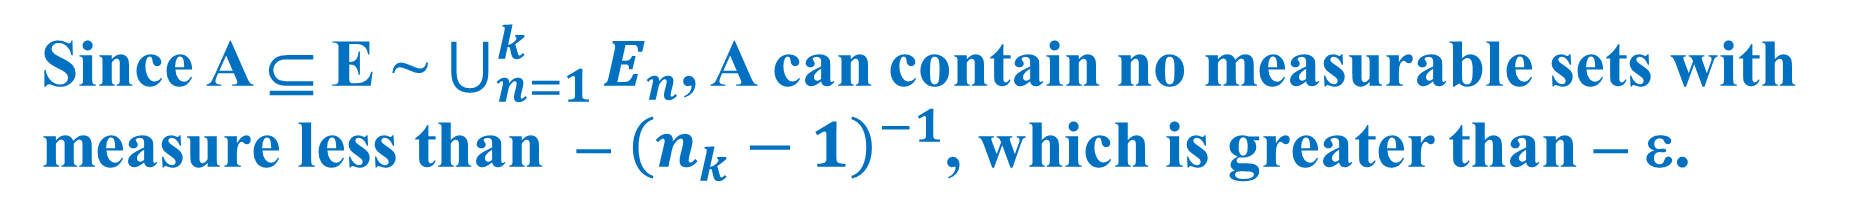 Since A ⊆ E ~ ⋃ₙ₌₁ᵏ Eₙ, A can contain no measurable sets with
measure less than – (nₖ − 1)⁻¹, which is greater than – ε.